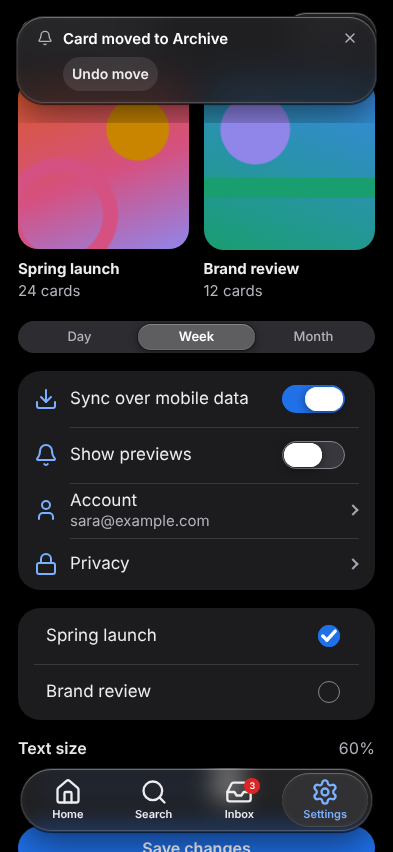 Card moved to Archive
Undo move
Spring launch
Brand review
24 cards
12 cards
Day
Week
Month
Sync over mobile data
Show previews
Account
sara@example.com
Privacy
Spring launch
Brand review
Text size
60%
3
Home
Search
Inbox
Settings
Save changes